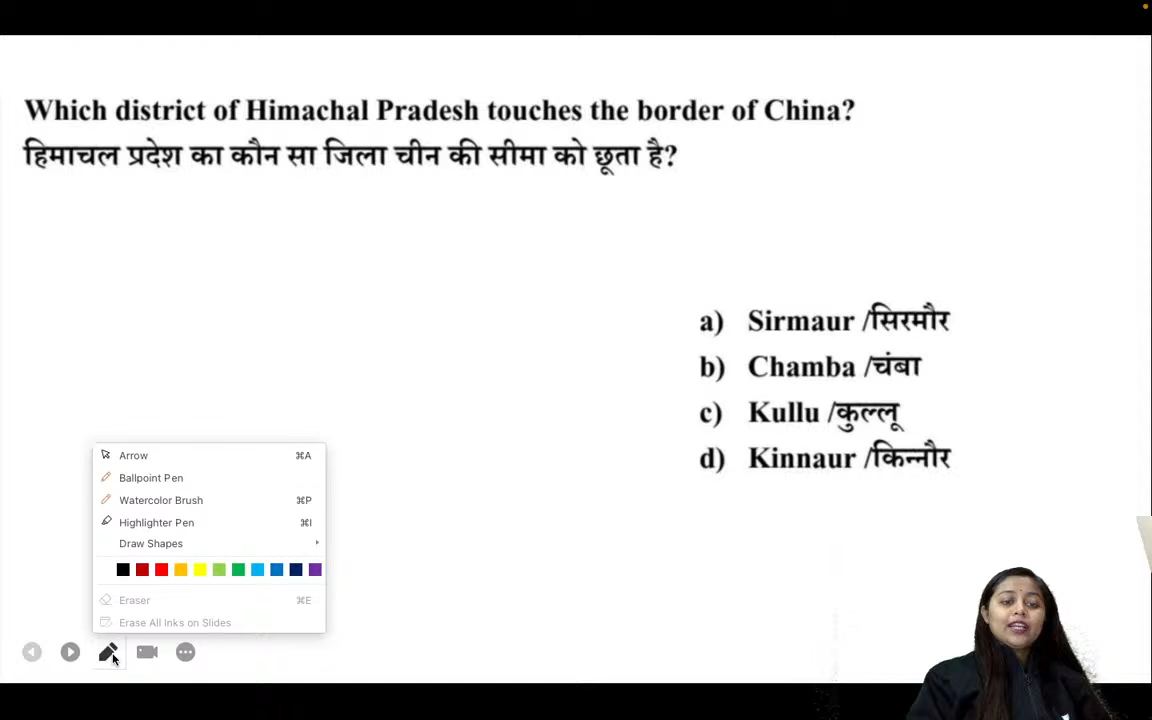 Which district of Himachal Pradesh touches the border of China?
हिमाचल प्रदेश का कौन सा जिला चीन की सीमा को छूता है?
a) Sirmaur /सिरमौर
b) Chamba /चंबा
c) Kullu /कुल्लू
d) Kinnaur /किन्नौर
Arrow ⌘A
Ballpoint Pen
Watercolor Brush ⌘P
Highlighter Pen ⌘I
Draw Shapes
Eraser ⌘E
Erase All Inks on Slides